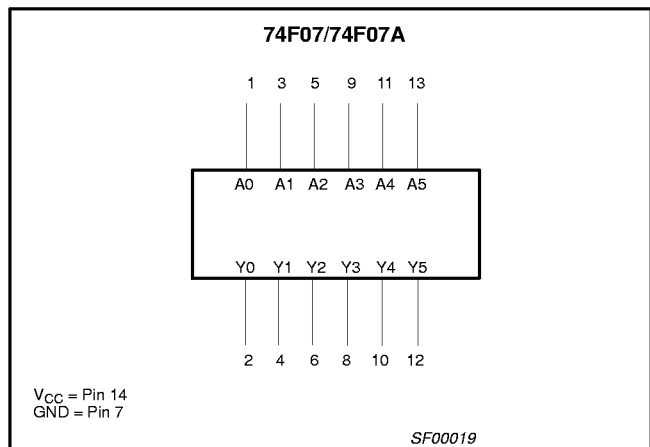 74F07/74F07A
1 3 5 9 11 13
A0 A1 A2 A3 A4 A5
Y0 Y1 Y2 Y3 Y4 Y5
2 4 6 8 10 12
VCC = Pin 14
GND = Pin 7
SF00019